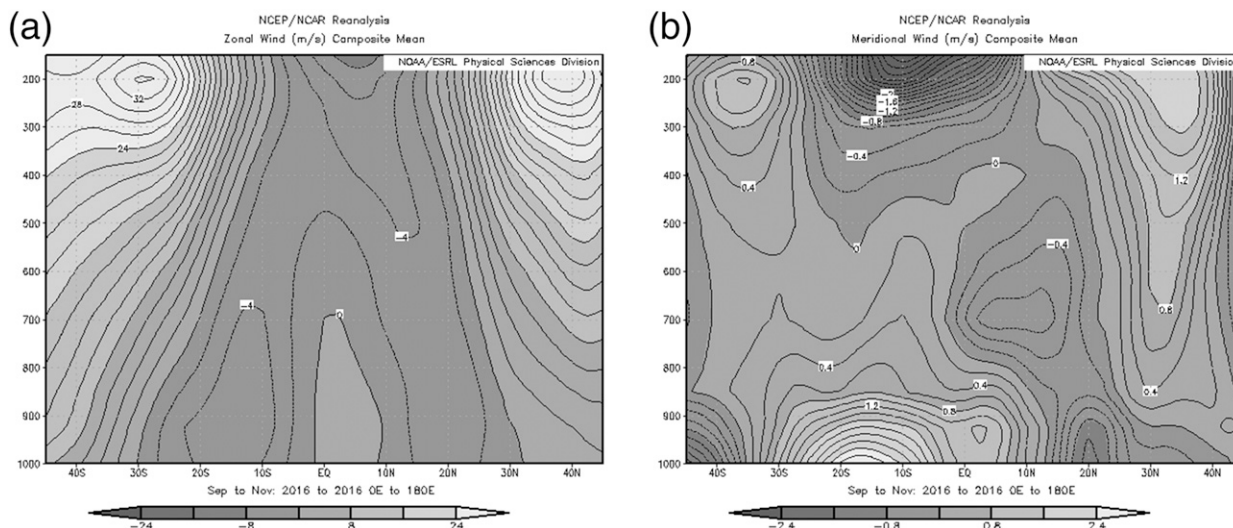 (a)
NCEP/NCAR Reanalysis
Zonal Wind (m/s) Composite Mean
NOAA/ESRL Physical Sciences Division
200
300
400
500
600
700
800
900
1000
28
32
24
-4
-4
0
40S 30S 20S 10S EQ 10N 20N 30N 40N
Sep to Nov: 2016 to 2016 0E to 180E
-24 -8 8 24
(b)
NCEP/NCAR Reanalysis
Meridional Wind (m/s) Composite Mean
NOAA/ESRL Physical Sciences Division
200
300
400
500
600
700
800
900
1000
0.8
-1.6
-1.2
-0.8
-0.4
0
0.4
1.2
-0.4
0
0.8
0.4
0.4
0.4
1.2
0.8
40S 30S 20S 10S EQ 10N 20N 30N 40N
Sep to Nov: 2016 to 2016 0E to 180E
-2.4 -0.8 0.8 2.4